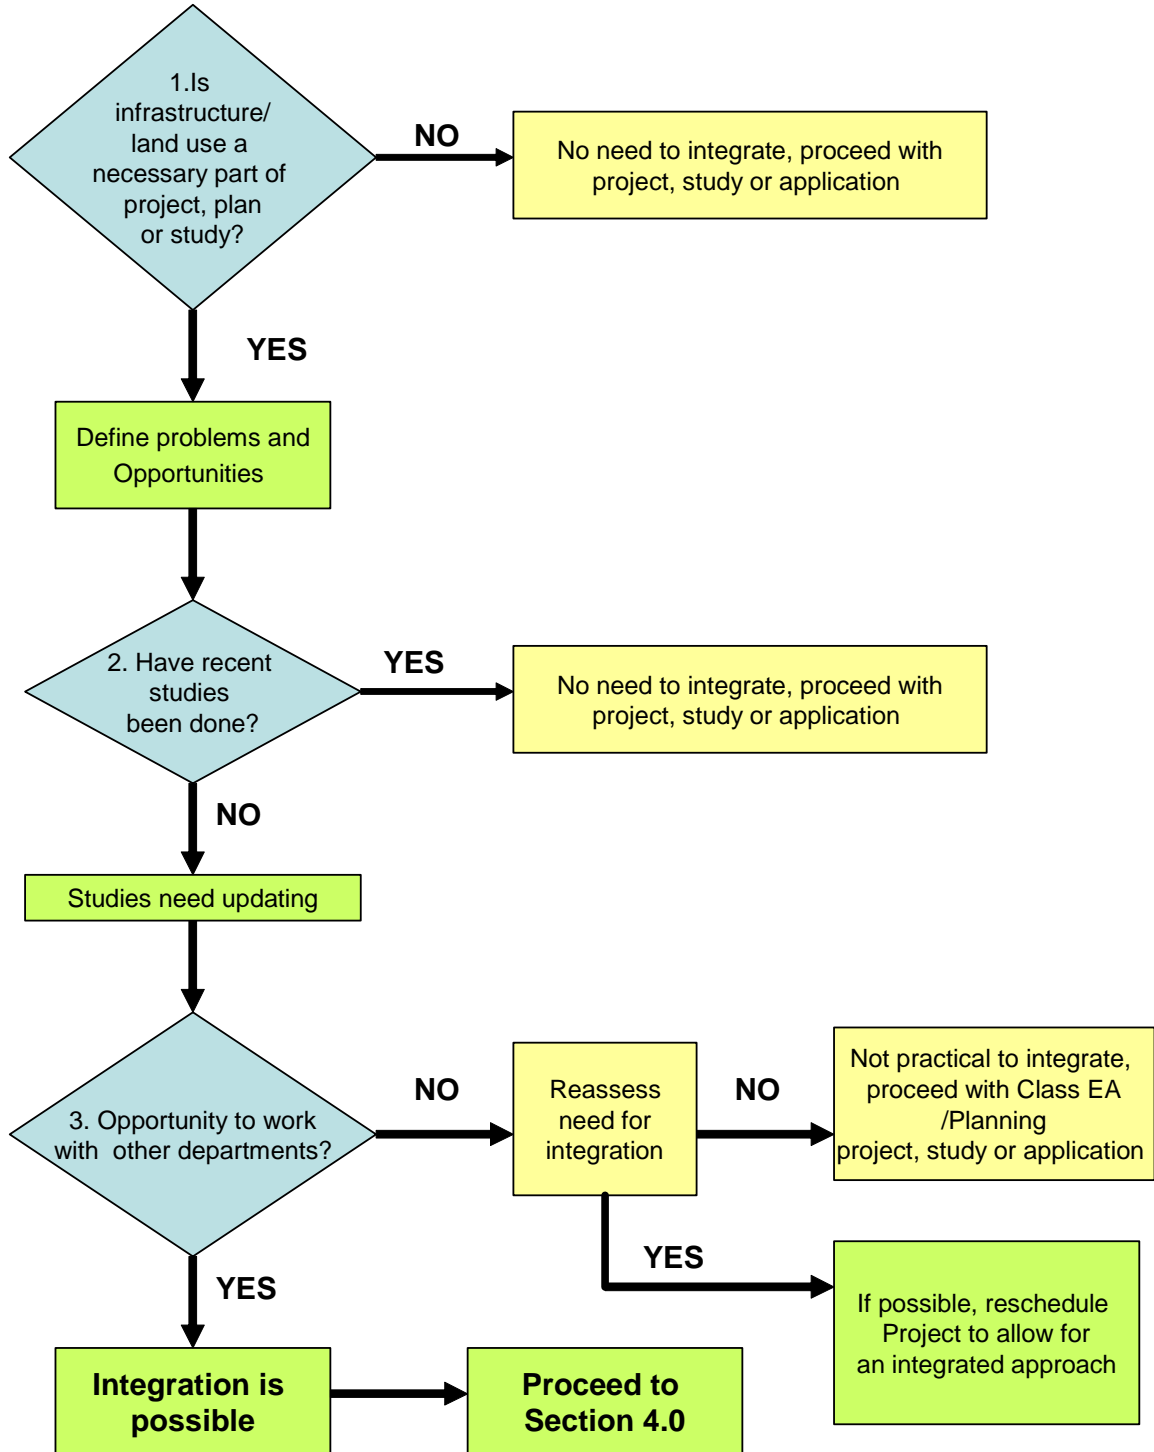 1.Is
infrastructure/
land use a
necessary part of
project, plan
or study?
NO
No need to integrate, proceed with
project, study or application
YES
Define problems and
Opportunities
2. Have recent
studies
been done?
YES
No need to integrate, proceed with
project, study or application
NO
Studies need updating
3. Opportunity to work
with other departments?
NO
Reassess
need for
integration
NO
Not practical to integrate,
proceed with Class EA
/Planning
project, study or application
YES
If possible, reschedule
Project to allow for
an integrated approach
YES
Integration is
possible
Proceed to
Section 4.0